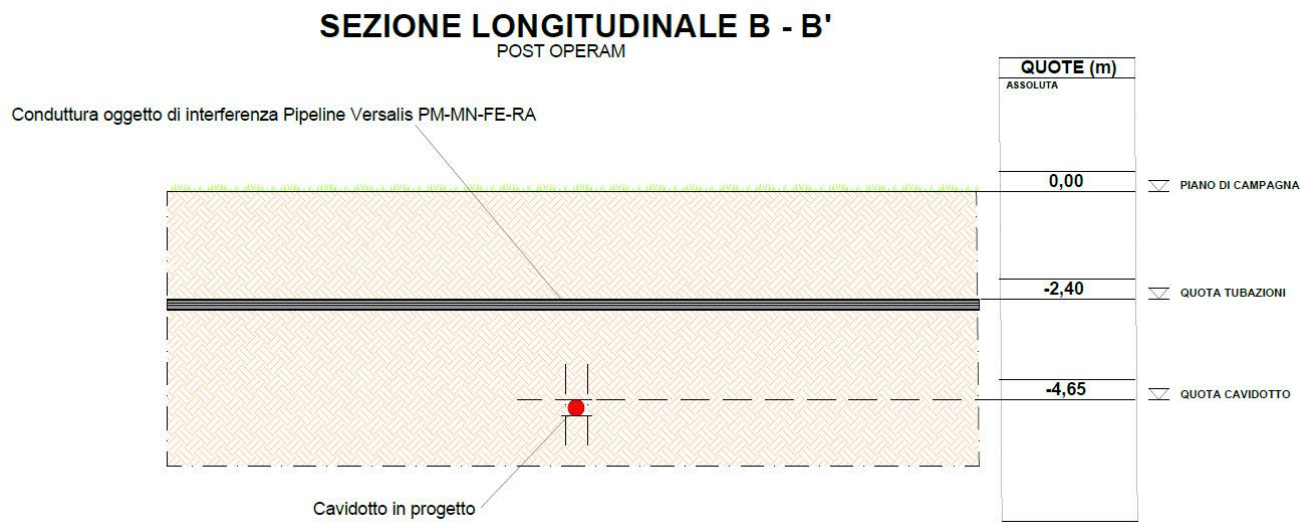 SEZIONE LONGITUDINALE B - B'
POST OPERAM
QUOTE (m)
ASSOLUTA
Conduttura oggetto di interferenza Pipeline Versalis PM-MN-FE-RA
0,00
PIANO DI CAMPAGNA
-2,40
QUOTA TUBAZIONI
-4,65
QUOTA CAVIDOTTO
Cavidotto in progetto